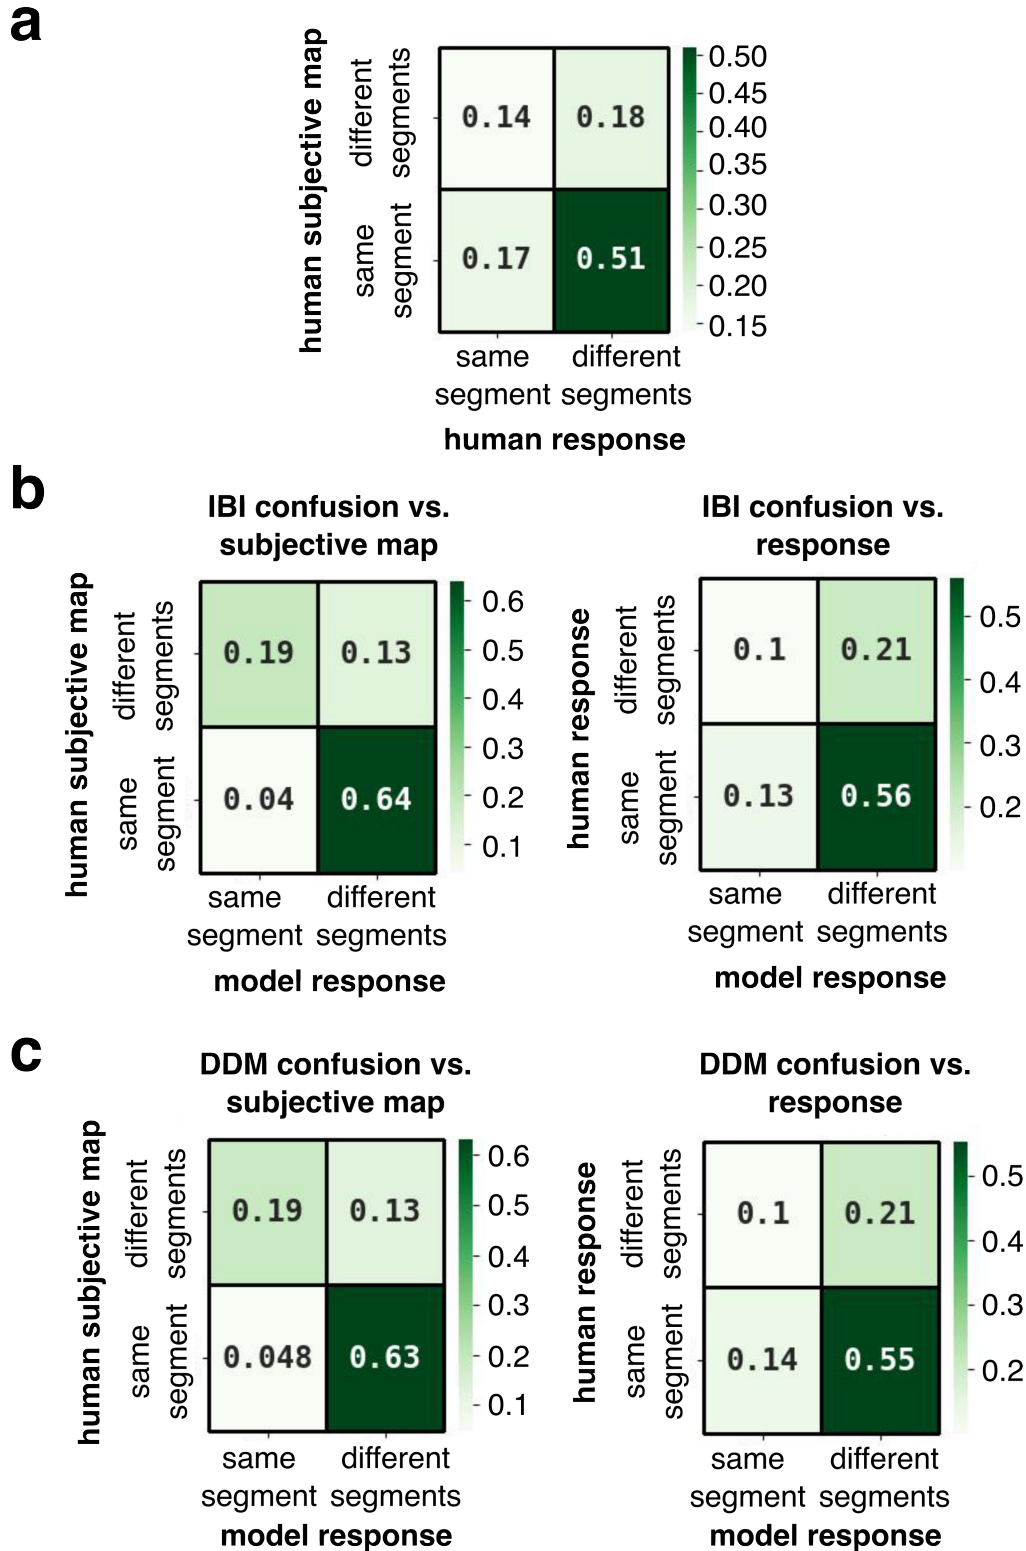 a
human subjective map
different
segments
same
segment
0.14
0.18
0.17
0.51
0.50
0.45
0.40
0.35
0.30
0.25
0.20
0.15
same
segment
different
segments
human response
b
IBI confusion vs.
subjective map
human subjective map
different
segments
same
segment
0.19
0.13
0.04
0.64
0.6
0.5
0.4
0.3
0.2
0.1
same
segment
different
segments
model response
IBI confusion vs.
response
human response
different
segments
same
segment
0.1
0.21
0.13
0.56
0.5
0.4
0.3
0.2
same
segment
different
segments
model response
c
DDM confusion vs.
subjective map
human subjective map
different
segments
same
segment
0.19
0.13
0.048
0.63
0.6
0.5
0.4
0.3
0.2
0.1
same
segment
different
segments
model response
DDM confusion vs.
response
human response
different
segments
same
segment
0.1
0.21
0.14
0.55
0.5
0.4
0.3
0.2
same
segment
different
segments
model response